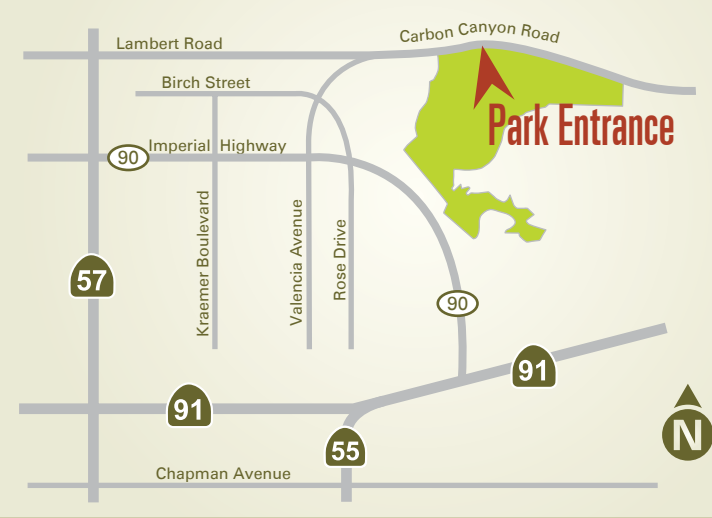 Carbon Canyon Road
Lambert Road
Birch Street
Park Entrance
Imperial Highway
90
Kraemer Boulevard
Valencia Avenue
Rose Drive
57
90
91
91
N
55
Chapman Avenue